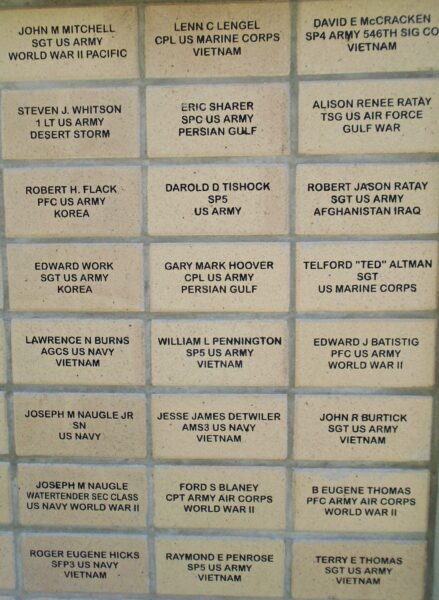 JOHN M MITCHELL
SGT US ARMY
WORLD WAR II PACIFIC
LENN C LENGEL
CPL US MARINE CORPS
VIETNAM
DAVID E McCRACKEN
SP4 ARMY 546TH SIG CO
VIETNAM
STEVEN J. WHITSON
1 LT US ARMY
DESERT STORM
ERIC SHARER
SPC US ARMY
PERSIAN GULF
ALISON RENEE RATAY
TSG US AIR FORCE
GULF WAR
ROBERT H. FLACK
PFC US ARMY
KOREA
DAROLD D TISHOCK
SP5
US ARMY
ROBERT JASON RATAY
SGT US ARMY
AFGHANISTAN IRAQ
EDWARD WORK
SGT US ARMY
KOREA
GARY MARK HOOVER
CPL US ARMY
PERSIAN GULF
TELFORD "TED" ALTMAN
SGT
US MARINE CORPS
LAWRENCE N BURNS
AGCS US NAVY
VIETNAM
WILLIAM L PENNINGTON
SP5 US ARMY
VIETNAM
EDWARD J BATISTIG
PFC US ARMY
WORLD WAR II
JOSEPH M NAUGLE JR
SN
US NAVY
JESSE JAMES DETWILER
AMS3 US NAVY
VIETNAM
JOHN R BURTICK
SGT US ARMY
VIETNAM
JOSEPH M NAUGLE
WATERTENDER SEC CLASS
US NAVY WORLD WAR II
FORD S BLANEY
CPT ARMY AIR CORPS
WORLD WAR II
B EUGENE THOMAS
PFC ARMY AIR CORPS
WORLD WAR II
ROGER EUGENE HICKS
SFP3 US NAVY
VIETNAM
RAYMOND E PENROSE
SP5 US ARMY
VIETNAM
TERRY E THOMAS
SGT US ARMY
VIETNAM